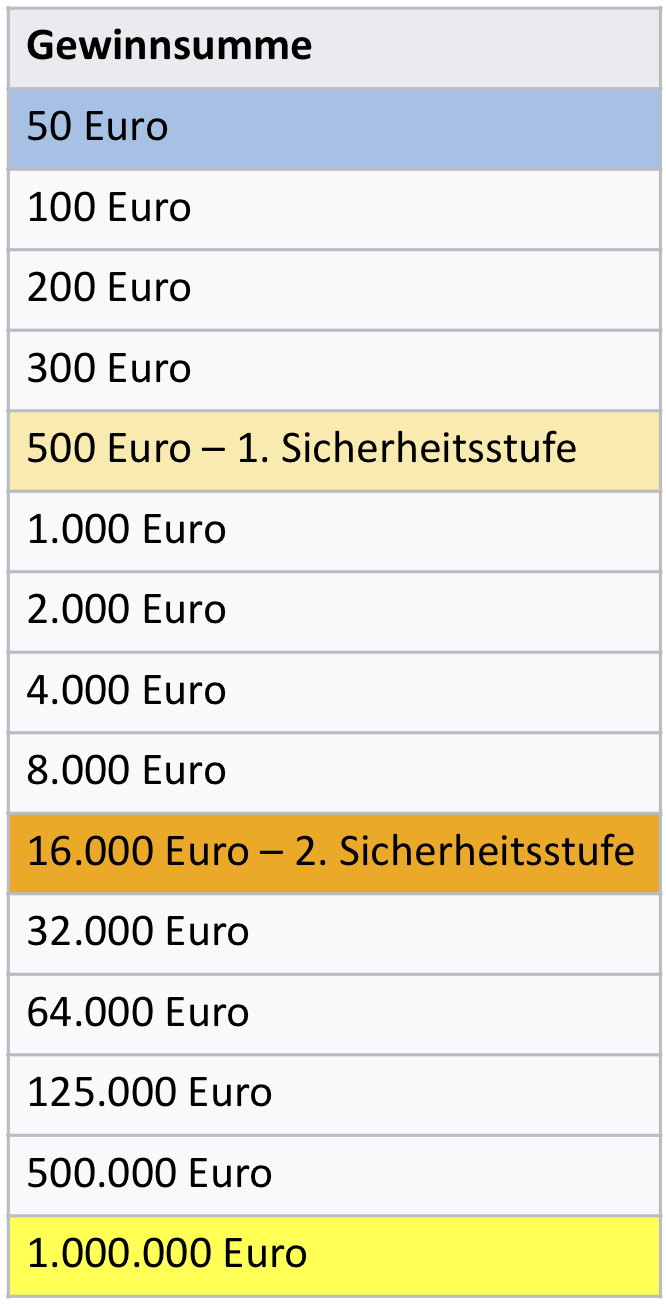 Gewinnsumme
50 Euro
100 Euro
200 Euro
300 Euro
500 Euro – 1. Sicherheitsstufe
1.000 Euro
2.000 Euro
4.000 Euro
8.000 Euro
16.000 Euro – 2. Sicherheitsstufe
32.000 Euro
64.000 Euro
125.000 Euro
500.000 Euro
1.000.000 Euro